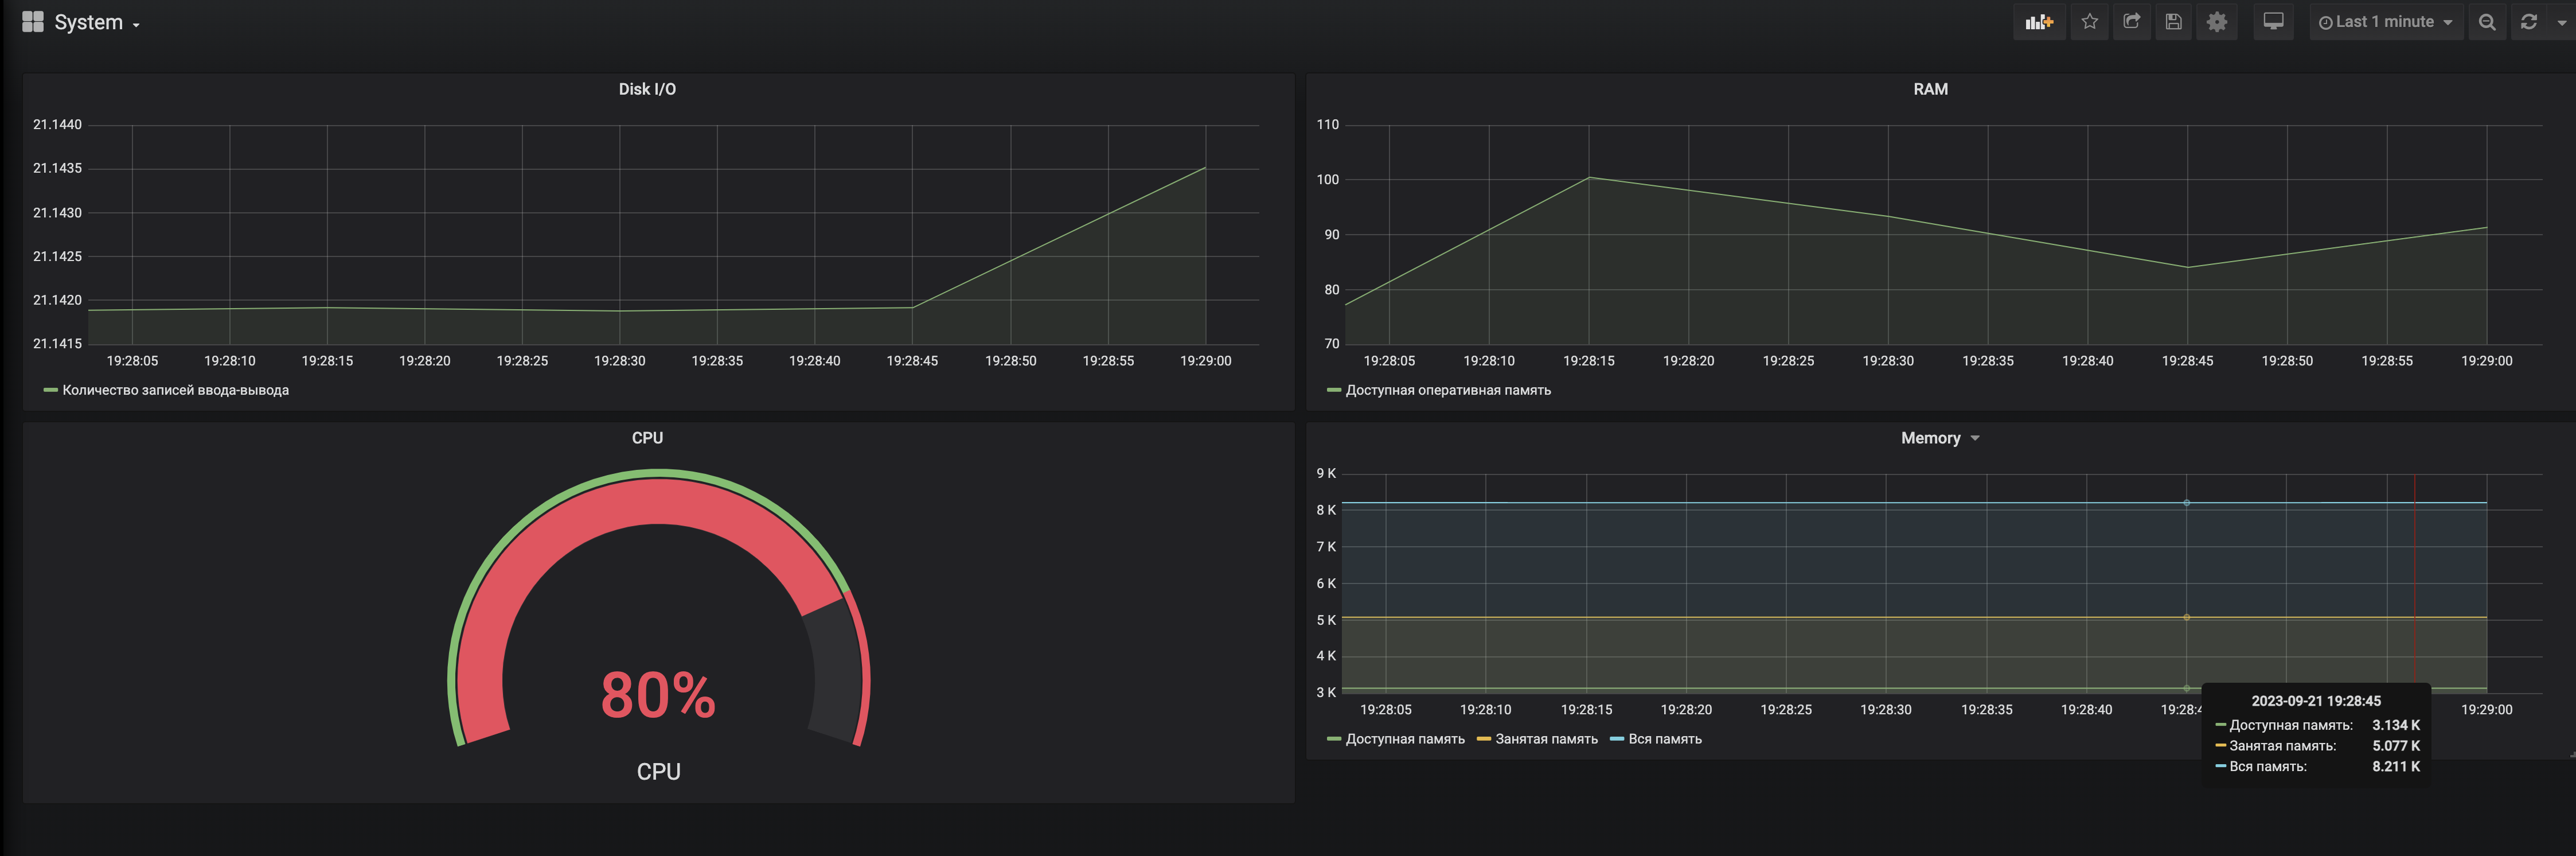 System
Last 1 minute
Disk I/O
21.1440
21.1435
21.1430
21.1425
21.1420
21.1415
19:28:05 19:28:10 19:28:15 19:28:20 19:28:25 19:28:30 19:28:35 19:28:40 19:28:45 19:28:50 19:28:55 19:29:00
Количество записей ввода-вывода
RAM
110
100
90
80
70
19:28:05 19:28:10 19:28:15 19:28:20 19:28:25 19:28:30 19:28:35 19:28:40 19:28:45 19:28:50 19:28:55 19:29:00
Доступная оперативная память
CPU
80%
CPU
Memory
9 K
8 K
7 K
6 K
5 K
4 K
3 K
19:28:05 19:28:10 19:28:15 19:28:20 19:28:25 19:28:30 19:28:35 19:28:40 19:28:4 19:29:00
Доступная память Занятая память Вся память
2023-09-21 19:28:45
Доступная память: 3.134 K
Занятая память: 5.077 K
Вся память: 8.211 K